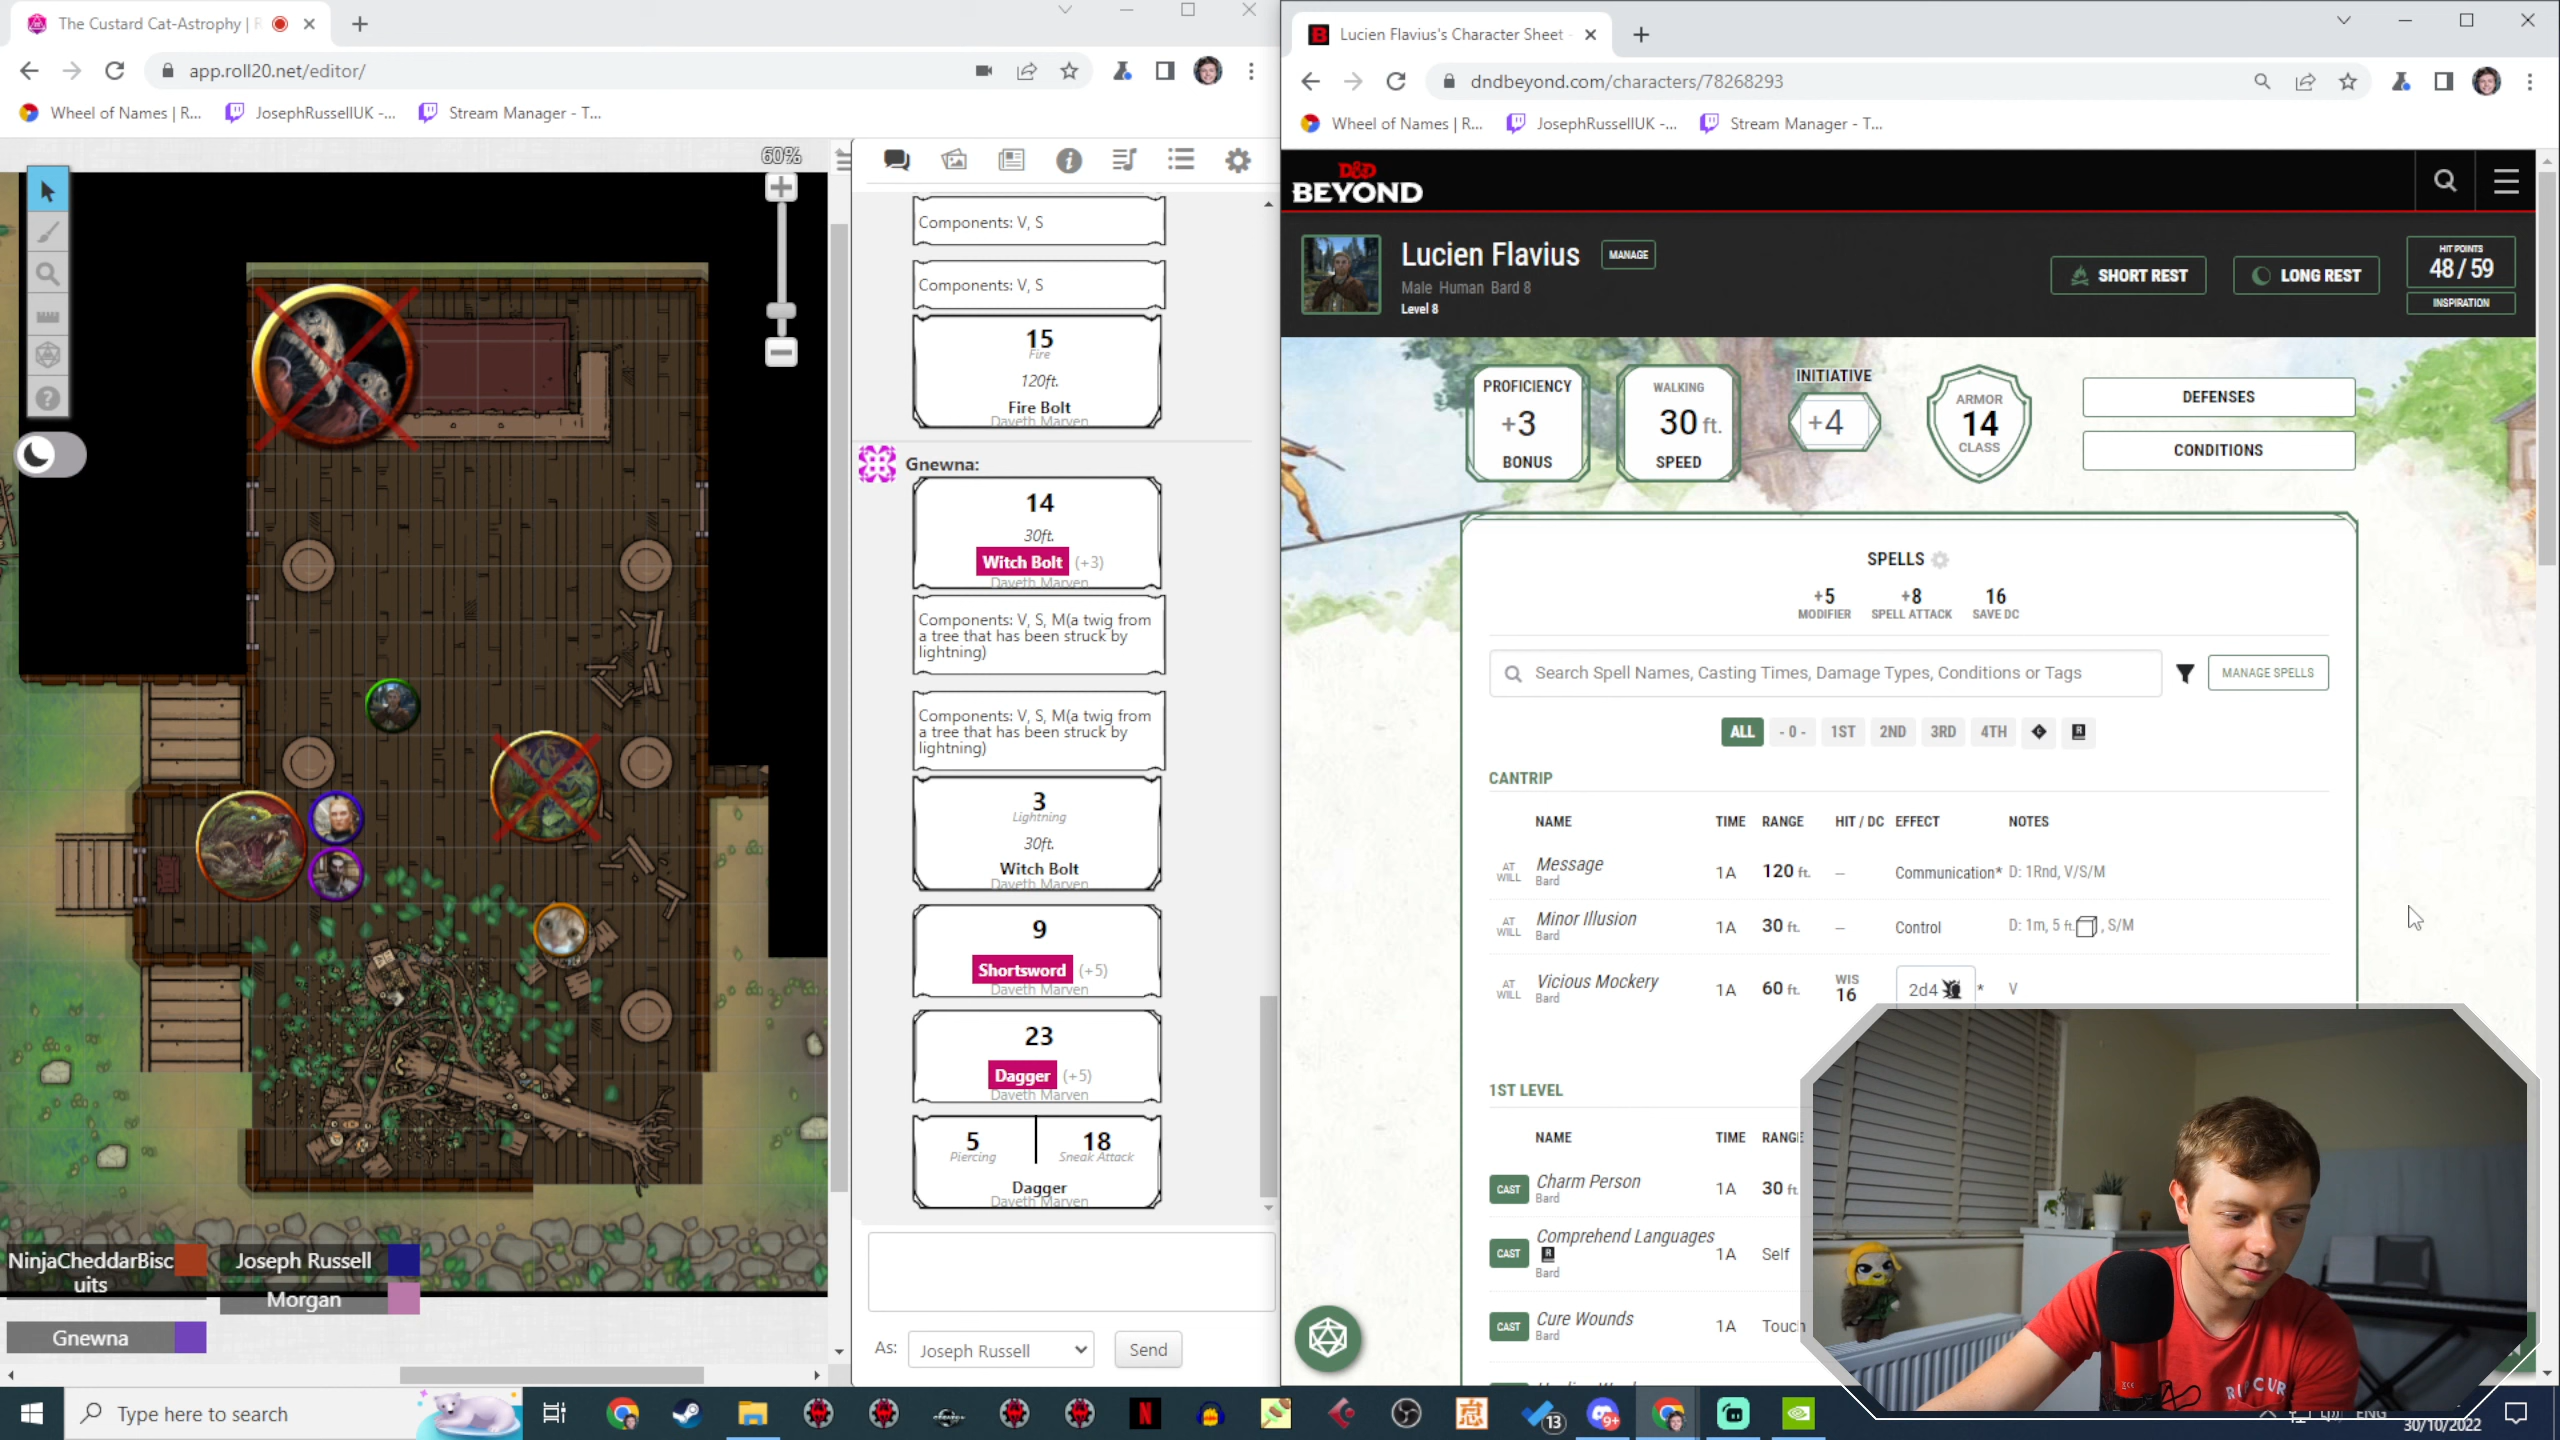 The Custard Cat-Astrophy | R
app.roll20.net/editor/
Wheel of Names | R...
JosephRussellUK -...
Stream Manager - T...
60%
Components: V, S
Components: V, S
15
Fire
120ft.
Fire Bolt
Daveth Marven
Gnewna:
14
30ft.
Witch Bolt (+3)
Daveth Marven
Components: V, S, M(a twig from
a tree that has been struck by
lightning)
Components: V, S, M(a twig from
a tree that has been struck by
lightning)
3
Lightning
30ft.
Witch Bolt
Daveth Marven
9
Shortsword (+5)
Daveth Marven
23
Dagger (+5)
Daveth Marven
5 18
Piercing Sneak Attack
Dagger
Daveth Marven
As: Joseph Russell Send
NinjaCheddarBisc
uits
Joseph Russell
Morgan
Gnewna
Lucien Flavius's Character Sheet -
dndbeyond.com/characters/78268293
Wheel of Names | R...
JosephRussellUK -...
Stream Manager - T...
D&D
BEYOND
Lucien Flavius MANAGE
Male Human Bard 8
Level 8
SHORT REST
LONG REST
HIT POINTS
48 / 59
INSPIRATION
PROFICIENCY
+3
BONUS
WALKING
30 ft.
SPEED
INITIATIVE
+4
ARMOR
14
CLASS
DEFENSES
CONDITIONS
SPELLS
+5 +8 16
MODIFIER SPELL ATTACK SAVE DC
Search Spell Names, Casting Times, Damage Types, Conditions or Tags
MANAGE SPELLS
ALL - 0 - 1ST 2ND 3RD 4TH C R
CANTRIP
NAME TIME RANGE HIT / DC EFFECT NOTES
AT WILL Message 1A 120 ft. – Communication* D: 1Rnd, V/S/M
Bard
AT WILL Minor Illusion 1A 30 ft. – Control D: 1m, 5 ft. , S/M
Bard
AT WILL Vicious Mockery 1A 60 ft. WIS 16 2d4 * V
Bard
1ST LEVEL
NAME TIME RANGE
CAST Charm Person 1A 30 ft
Bard
CAST Comprehend Languages 1A Self
R
Bard
CAST Cure Wounds 1A Touch
Bard
RIP CUR
Type here to search
13
9+
ENG
30/10/2022